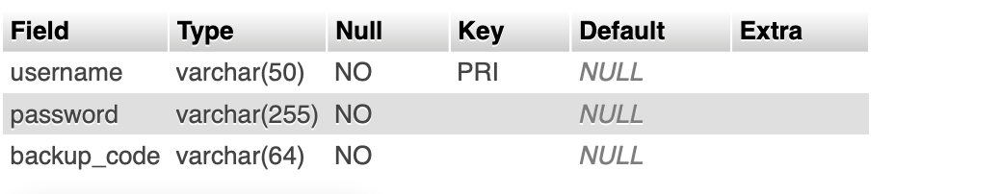 Field Type Null Key Default Extra
username varchar(50) NO PRI NULL
password varchar(255) NO NULL
backup_code varchar(64) NO NULL